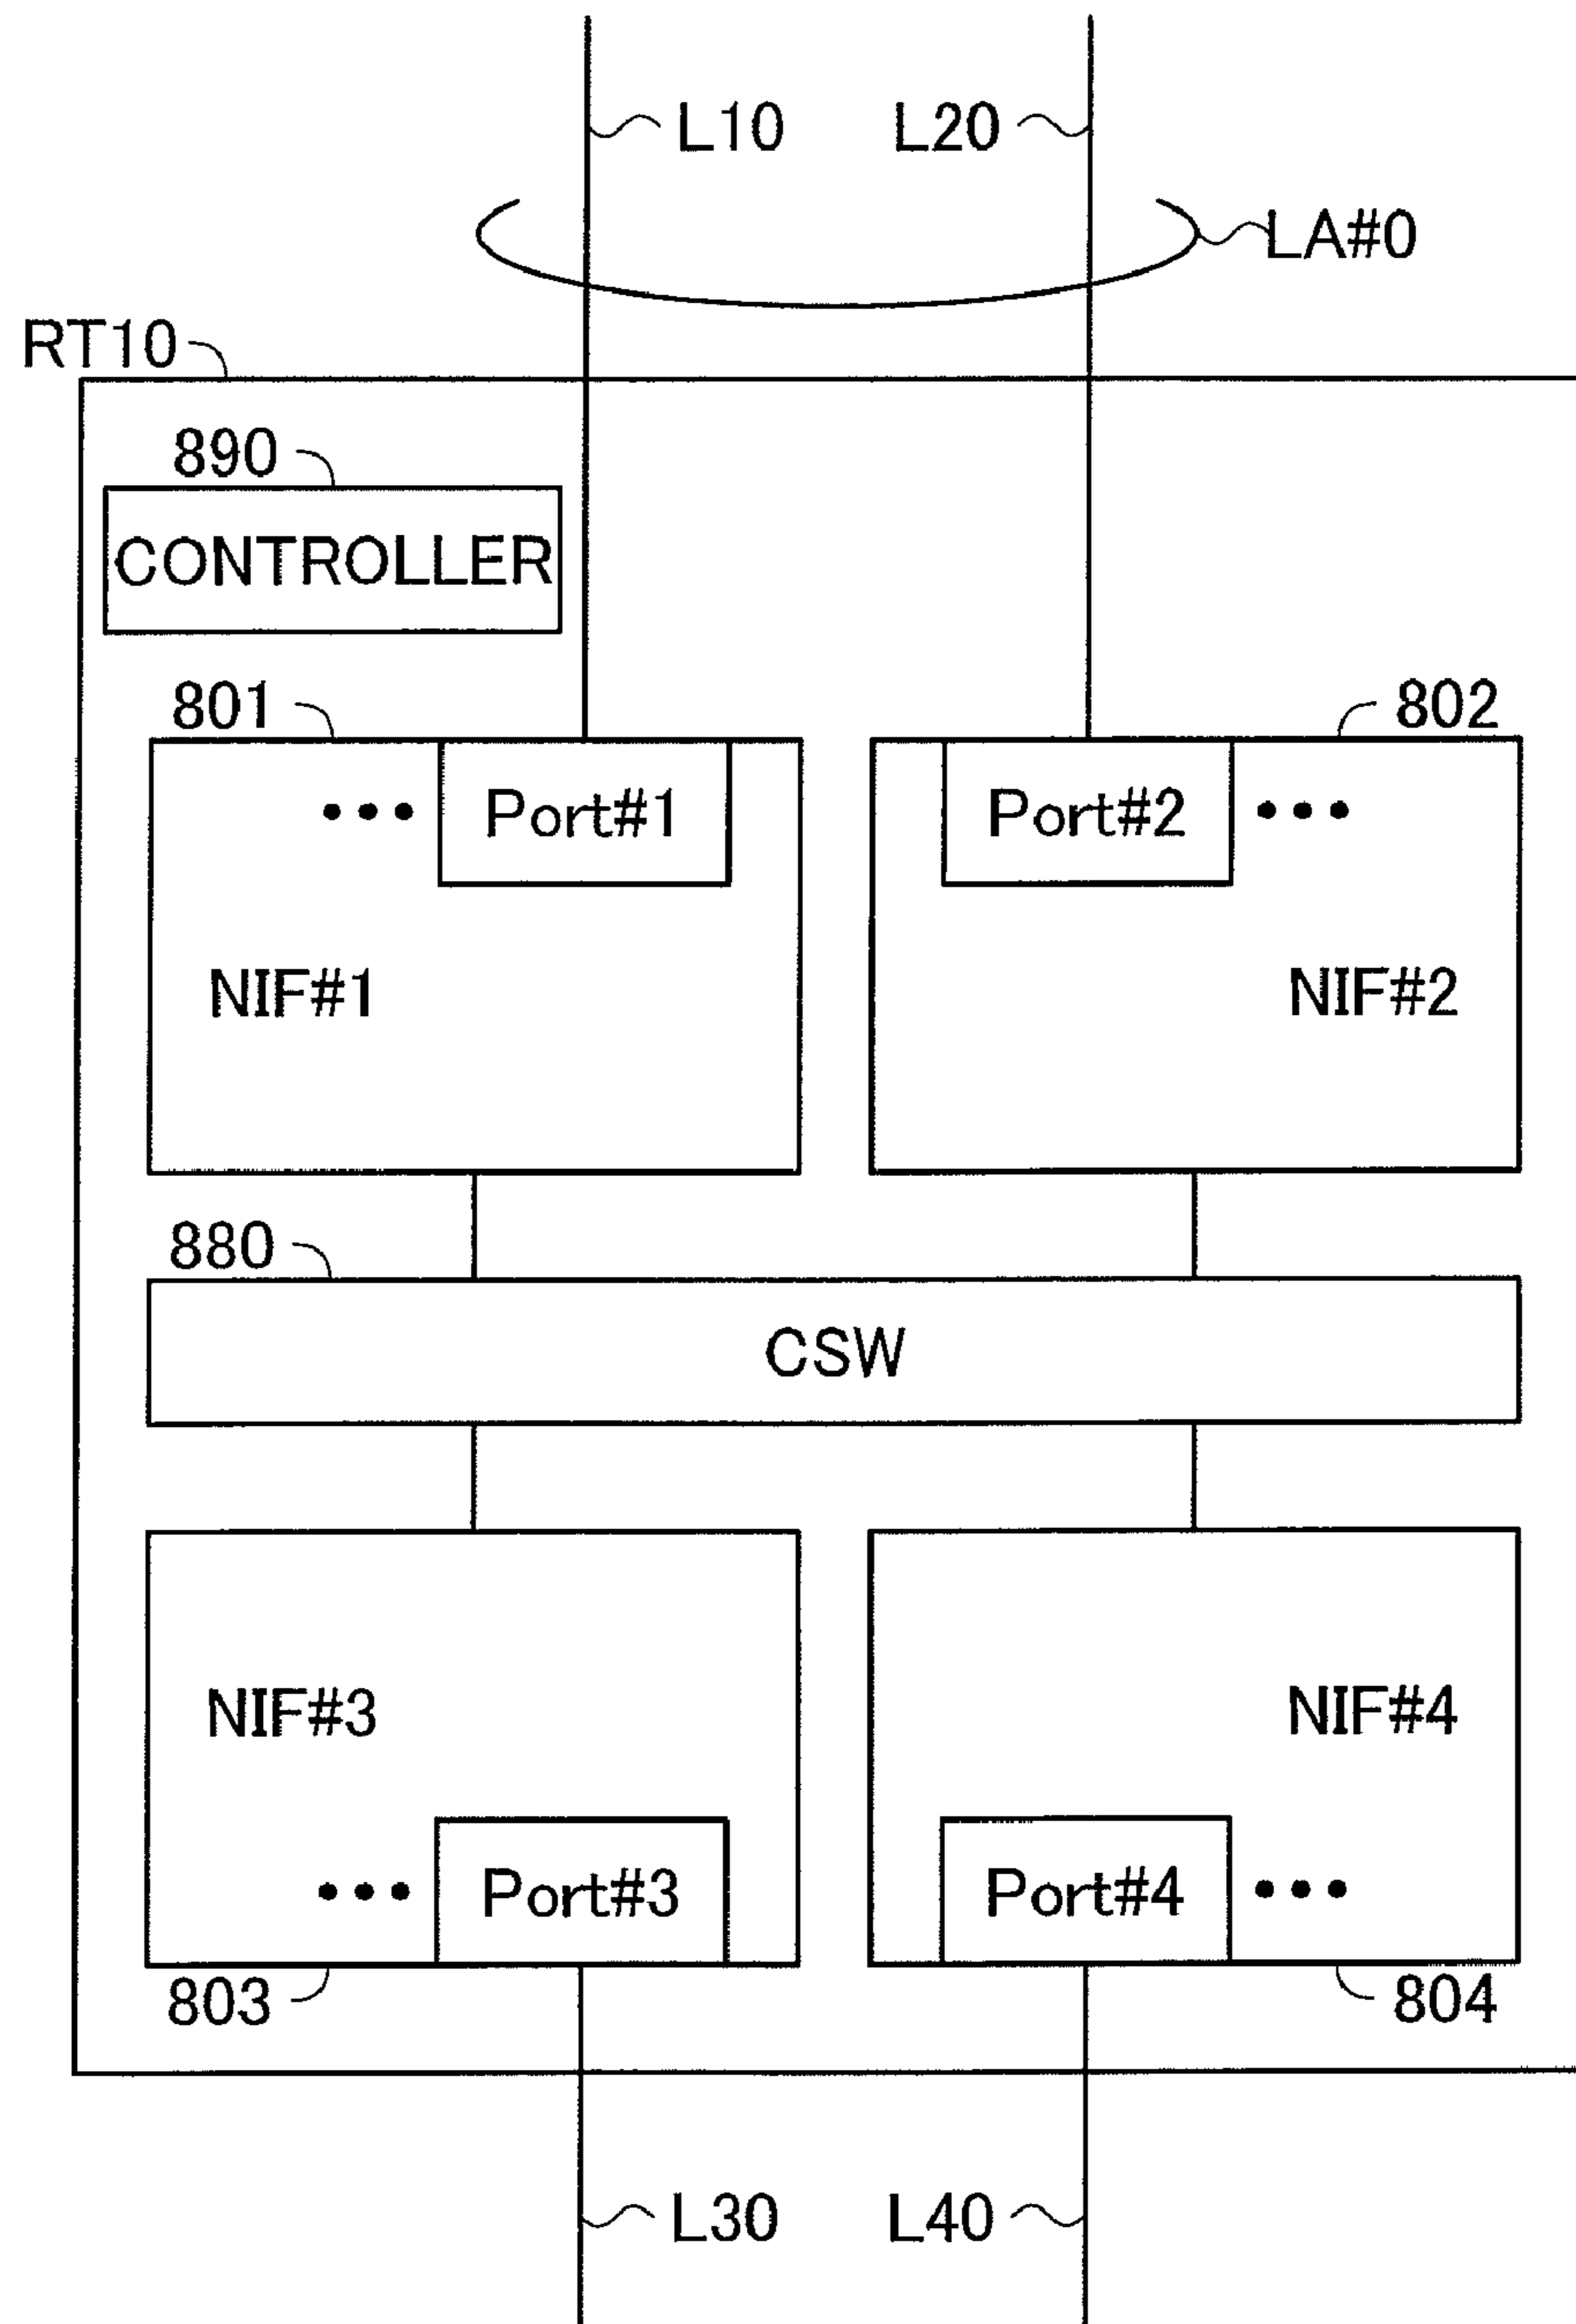 L10 L20
LA#0
RT10
890
CONTROLLER
801 802
••• Port#1 Port#2 •••
NIF#1 NIF#2
880
CSW
NIF#3 NIF#4
••• Port#3 Port#4 •••
803 804
L30 L40